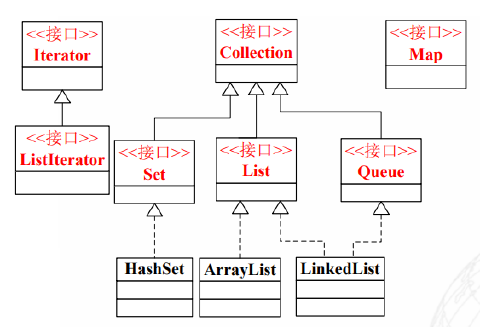 <<接口>>
Iterator
<<接口>>
Collection
<<接口>>
Map
<<接口>>
ListIterator
<<接口>>
Set
<<接口>>
List
<<接口>>
Queue
HashSet
ArrayList
LinkedList